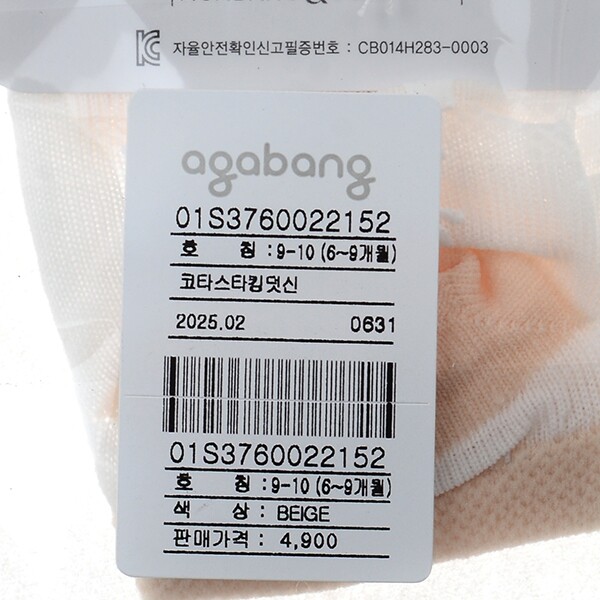 자율안전확인신고필증번호 : CB014H283-0003
agabang
01S3760022152
호 칭 : 9-10 (6~9개월)
코타스타킹덧신
2025.02 0631
01S3760022152
호 칭 : 9-10 (6~9개월)
색 상 : BEIGE
판매가격 : 4,900